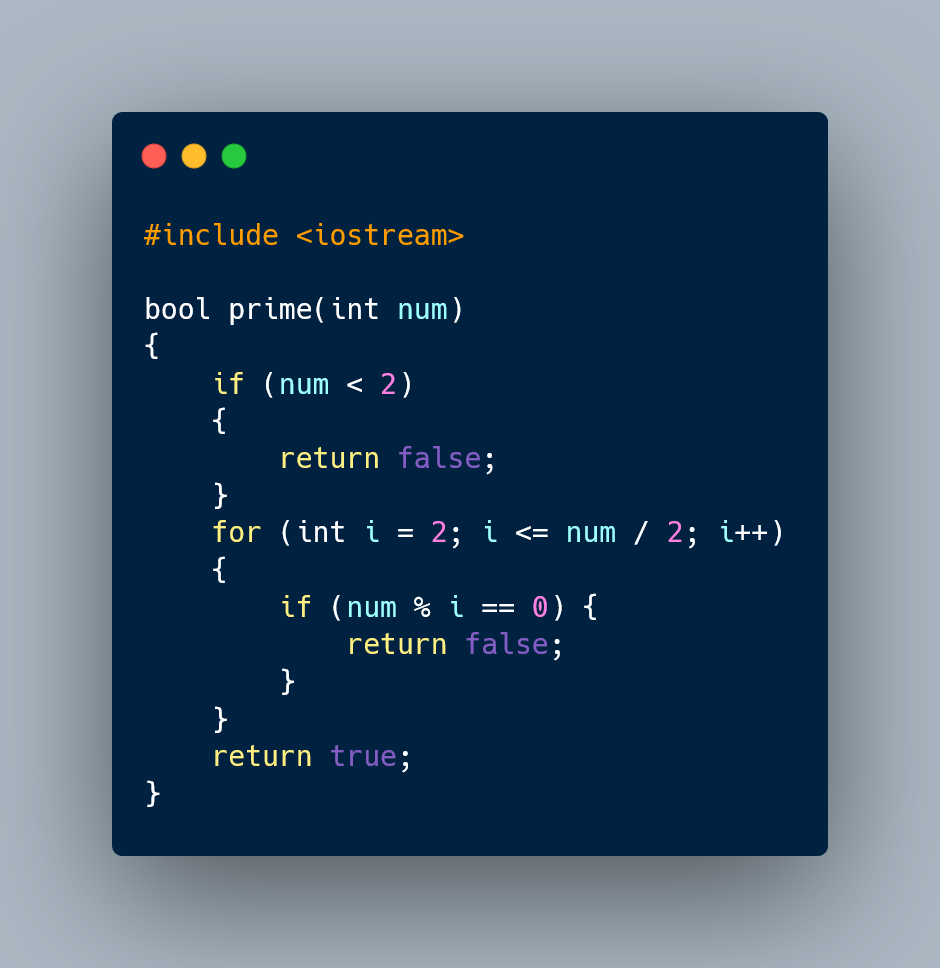 #include <iostream>

bool prime(int num)
{
    if (num < 2)
    {
        return false;
    }
    for (int i = 2; i <= num / 2; i++)
    {
        if (num % i == 0) {
            return false;
        }
    }
    return true;
}